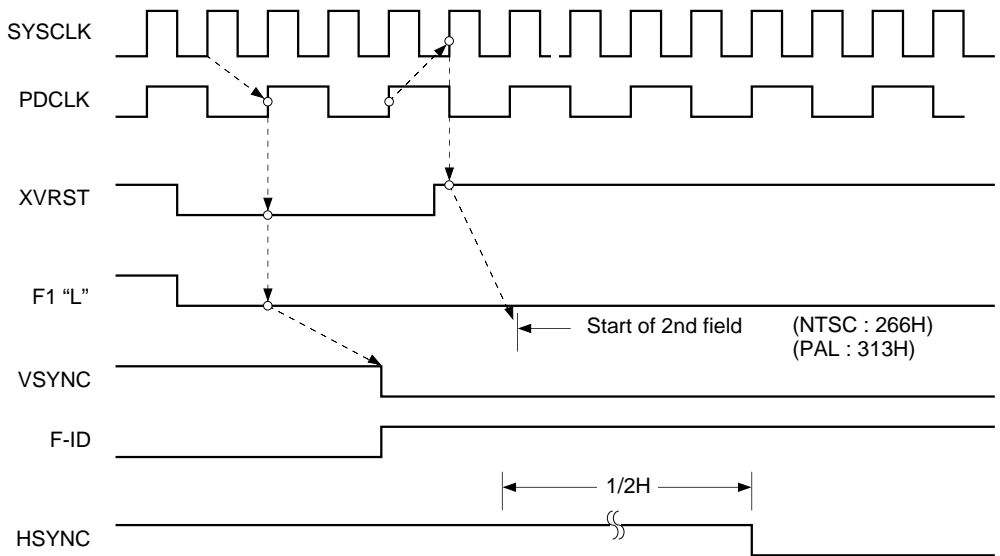 SYSCLK
PDCLK
XVRST
F1 “L”
Start of 2nd field (NTSC : 266H)
(PAL : 313H)
VSYNC
F-ID
1/2H
HSYNC